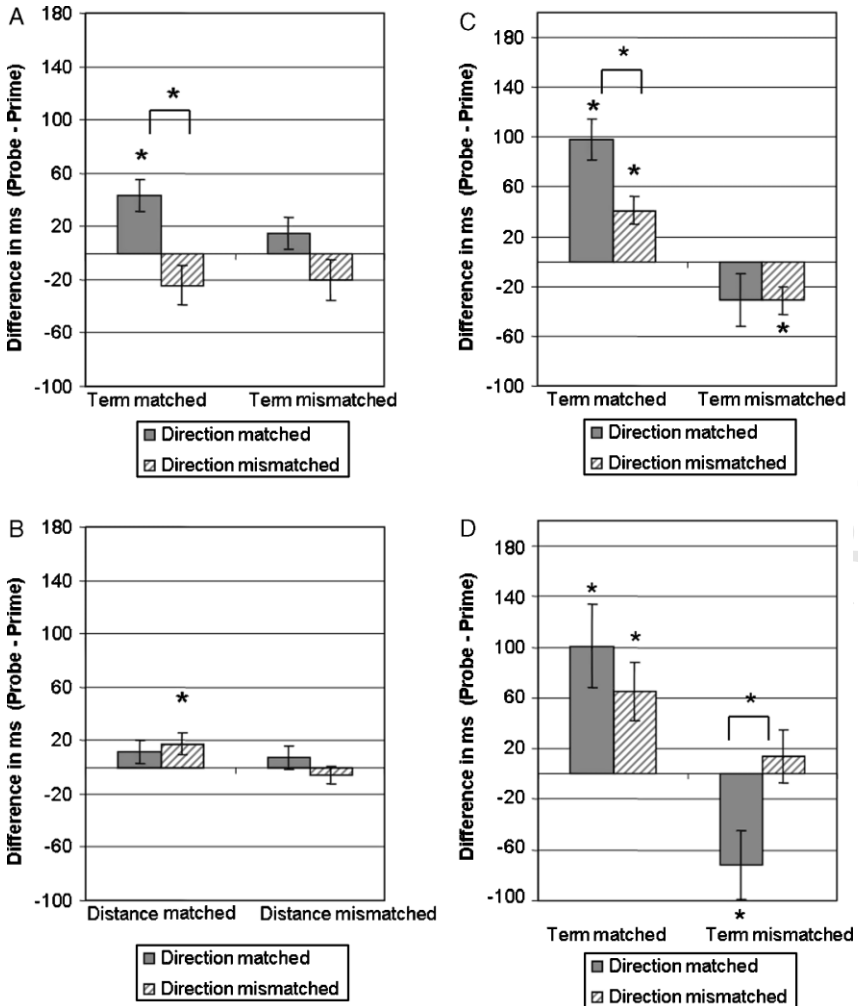 A
Difference in ms (Probe - Prime)
180
140
100
60
20
-20
-60
-100
*
*
Term matched Term mismatched
Direction matched
Direction mismatched
C
Difference in ms (Probe - Prime)
180
140
100
60
20
-20
-60
-100
*
*
*
*
Term matched Term mismatched
Direction matched
Direction mismatched
B
Difference in ms (Probe - Prime)
180
140
100
60
20
-20
-60
-100
*
Distance matched Distance mismatched
Direction matched
Direction mismatched
D
Difference in ms (Probe - Prime)
180
140
100
60
20
-20
-60
-100
*
*
*
*
Term matched Term mismatched
Direction matched
Direction mismatched